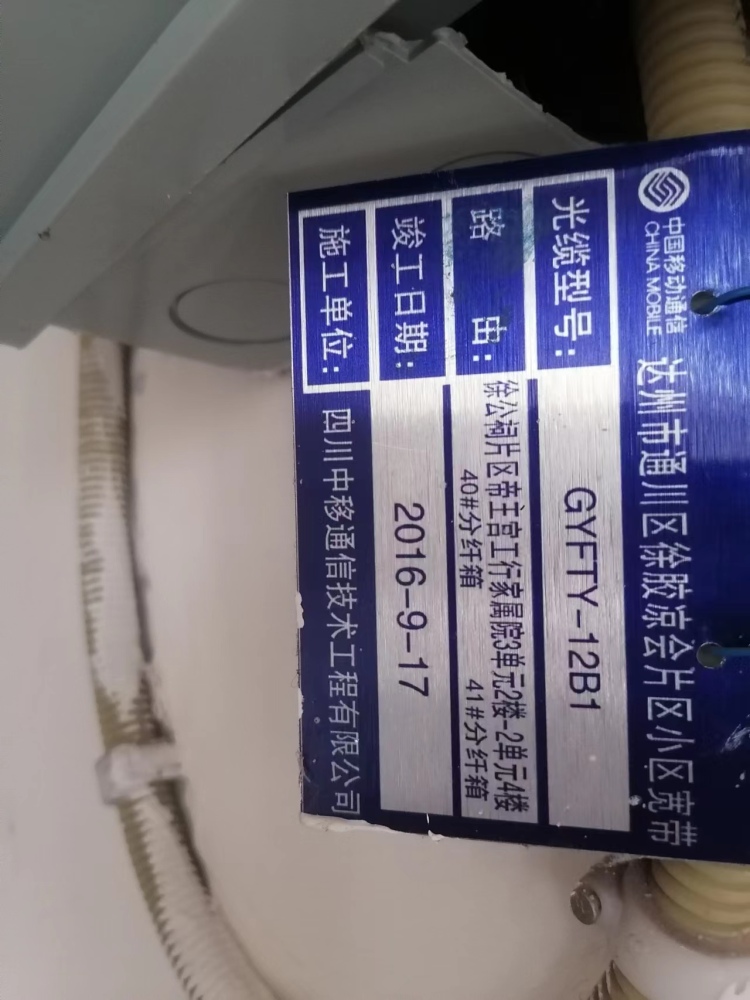 中国移动通信
CHINA MOBILE
达州市通川区徐胶凉会片区小区宽带
光缆型号: GYFTY-12B1
路由: 徐公祠片区帝主宫工行家属院3单元2楼-2单元4楼
40#分纤箱 41#分纤箱
竣工日期: 2016-9-17
施工单位: 四川中移通信技术工程有限公司